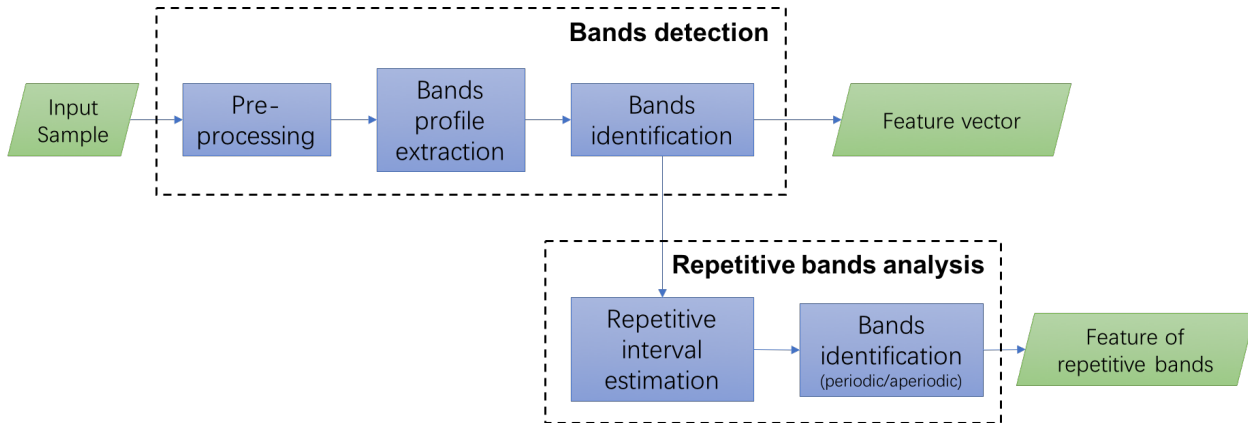 Bands detection
Input
Sample
Pre-
processing
Bands
profile
extraction
Bands
identification
Feature vector
Repetitive bands analysis
Repetitive
interval
estimation
Bands
identification
(periodic/aperiodic)
Feature of
repetitive bands